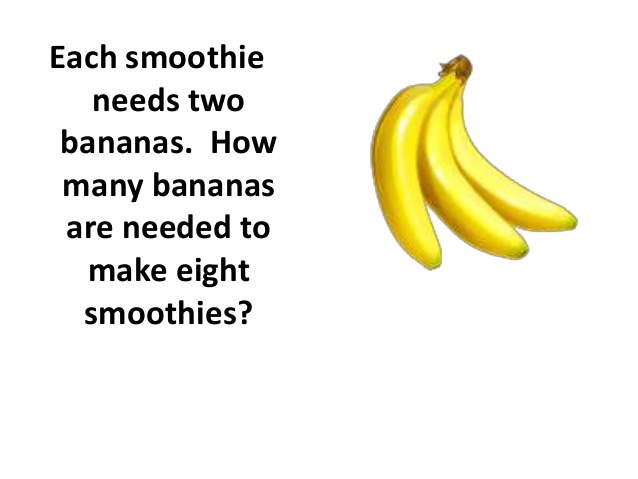 Each smoothie
needs two
bananas.  How
many bananas
are needed to
make eight
smoothies?